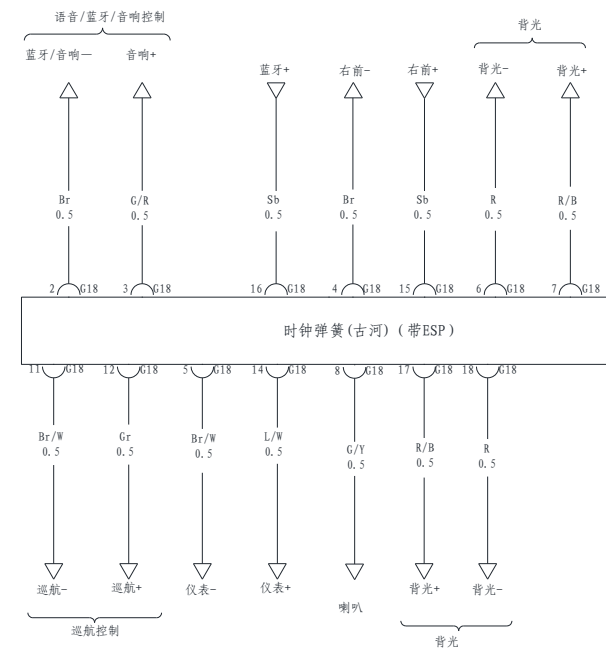 语音/蓝牙/音响控制
背光
蓝牙/音响—
音响+
蓝牙+
右前-
右前+
背光-
背光+
Br
0.5
G/R
0.5
Sb
0.5
Br
0.5
Sb
0.5
R
0.5
R/B
0.5
2 G18
3 G18
16 G18
4 G18
15 G18
6 G18
7 G18
时钟弹簧(古河)(带ESP)
11 G18
12 G18
5 G18
14 G18
8 G18
17 G18
18 G18
Br/W
0.5
Gr
0.5
Br/W
0.5
L/W
0.5
G/Y
0.5
R/B
0.5
R
0.5
巡航-
巡航+
仪表-
仪表+
喇叭
背光+
背光-
巡航控制
背光